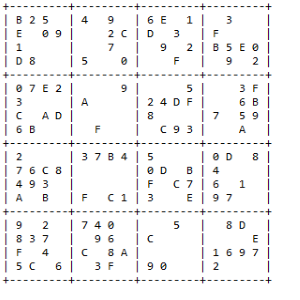 +---------+---------+---------+---------+
| B 2 5   | 4   9   | 6 E   1 |   3     |
| E   0 9 |     2 C | D   3   | F       |
| 1       |     7   |   9   2 | B 5 E 0 |
| D 8     | 5     0 |     F   |   9   2 |
+---------+---------+---------+---------+
| 0 7 E 2 |       9 |       5 |     3 F |
| 3       | A       | 2 4 D F |     6 B |
| C   A D |         | 8       | 7   5 9 |
| 6 B     |   F     |   C 9 3 |     A   |
+---------+---------+---------+---------+
| 2       | 3 7 B 4 | 5       | 0 D   8 |
| 7 6 C 8 |         | 0 D   B | 4       |
| 4 9 3   |         | F   C 7 | 6   1   |
| A   B   | F   C 1 | 3     E | 9 7     |
+---------+---------+---------+---------+
| 9   2   | 7 4 0   |     5   |   8 D   |
| 8 3 7   |   9 6   | C       |       E |
| F   4   | C   8 A |         | 1 6 9 7 |
| 5 C   6 |   3 F   | 9 0     | 2       |
+---------+---------+---------+---------+